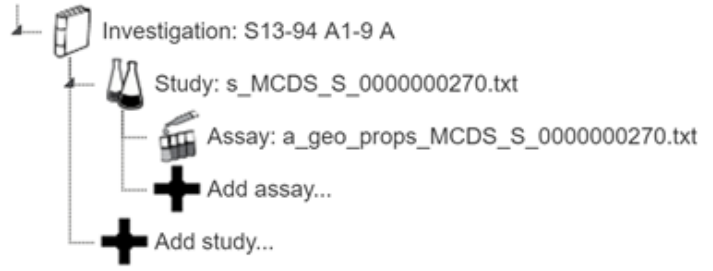 Investigation: S13-94 A1-9 A
Study: s_MCDS_S_0000000270.txt
Assay: a_geo_props_MCDS_S_0000000270.txt
Add assay...
Add study...